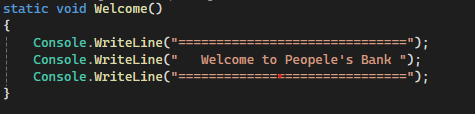 static void Welcome()
{
    Console.WriteLine("==============================");
    Console.WriteLine("   Welcome to Peopele's Bank ");
    Console.WriteLine("==============================");
}